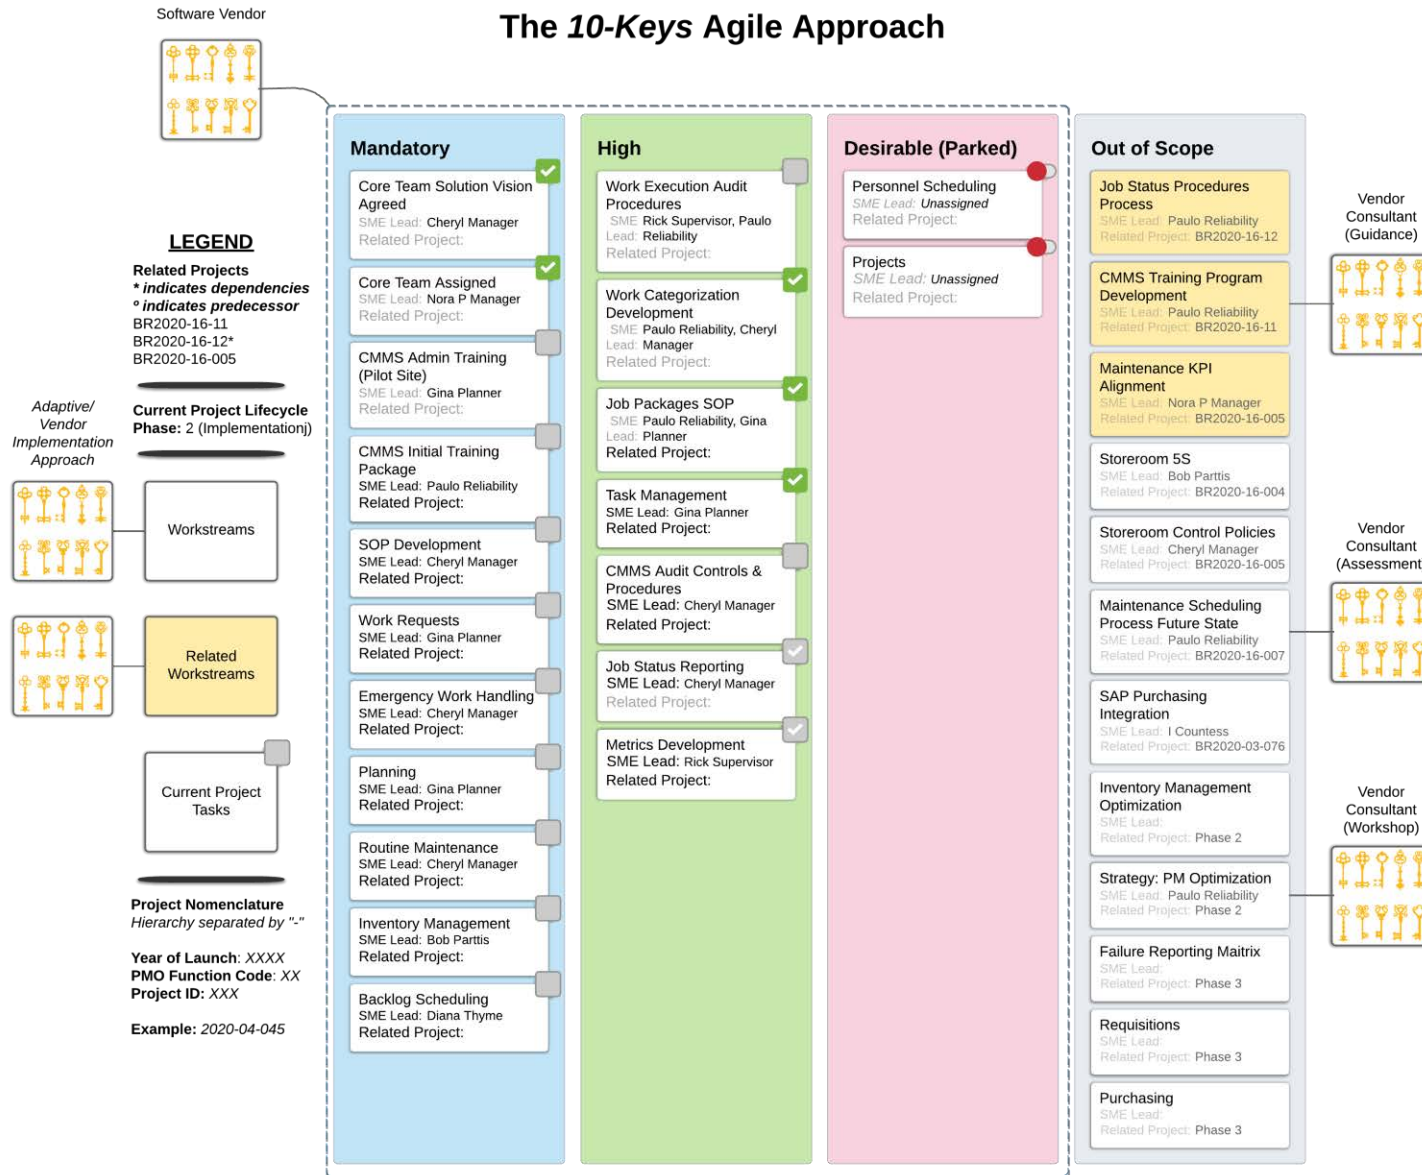 Software Vendor
The 10-Keys Agile Approach
LEGEND
Related Projects
* indicates dependencies
º indicates predecessor
BR2020-16-11
BR2020-16-12*
BR2020-16-005
Current Project Lifecycle
Phase: 2 (Implementationj)
Adaptive/
Vendor
Implementation
Approach
Workstreams
Related
Workstreams
Current Project
Tasks
Project Nomenclature
Hierarchy separated by "-"
Year of Launch: XXXX
PMO Function Code: XX
Project ID: XXX
Example: 2020-04-045
Mandatory
Core Team Solution Vision
Agreed
SME Lead: Cheryl Manager
Related Project:
Core Team Assigned
SME Lead: Nora P Manager
Related Project:
CMMS Admin Training
(Pilot Site)
SME Lead: Gina Planner
Related Project:
CMMS Initial Training
Package
SME Lead: Paulo Reliability
Related Project:
SOP Development
SME Lead: Cheryl Manager
Related Project:
Work Requests
SME Lead: Gina Planner
Related Project:
Emergency Work Handling
SME Lead: Cheryl Manager
Related Project:
Planning
SME Lead: Gina Planner
Related Project:
Routine Maintenance
SME Lead: Cheryl Manager
Related Project:
Inventory Management
SME Lead: Bob Parttis
Related Project:
Backlog Scheduling
SME Lead: Diana Thyme
Related Project:
High
Work Execution Audit
Procedures
SME Rick Supervisor, Paulo
Lead: Reliability
Related Project:
Work Categorization
Development
SME Paulo Reliability, Cheryl
Lead: Manager
Related Project:
Job Packages SOP
SME Paulo Reliability, Gina
Lead: Planner
Related Project:
Task Management
SME Lead: Gina Planner
Related Project:
CMMS Audit Controls &
Procedures
SME Lead: Cheryl Manager
Related Project:
Job Status Reporting
SME Lead: Cheryl Manager
Related Project:
Metrics Development
SME Lead: Rick Supervisor
Related Project:
Desirable (Parked)
Personnel Scheduling
SME Lead: Unassigned
Related Project:
Projects
SME Lead: Unassigned
Related Project:
Out of Scope
Job Status Procedures
Process
SME Lead: Paulo Reliability
Related Project: BR2020-16-12
CMMS Training Program
Development
SME Lead: Paulo Reliability
Related Project: BR2020-16-11
Maintenance KPI
Alignment
SME Lead: Nora P Manager
Related Project: BR2020-16-005
Storeroom 5S
SME Lead: Bob Parttis
Related Project: BR2020-16-004
Storeroom Control Policies
SME Lead: Cheryl Manager
Related Project: BR2020-16-005
Maintenance Scheduling
Process Future State
SME Lead: Paulo Reliability
Related Project: BR2020-16-007
SAP Purchasing
Integration
SME Lead: I Countess
Related Project: BR2020-03-076
Inventory Management
Optimization
SME Lead:
Related Project: Phase 2
Strategy: PM Optimization
SME Lead: Paulo Reliability
Related Project: Phase 2
Failure Reporting Maitrix
SME Lead:
Related Project: Phase 3
Requisitions
SME Lead:
Related Project: Phase 3
Purchasing
SME Lead:
Related Project: Phase 3
Vendor
Consultant
(Guidance)
Vendor
Consultant
(Assessment
Vendor
Consultant
(Workshop)